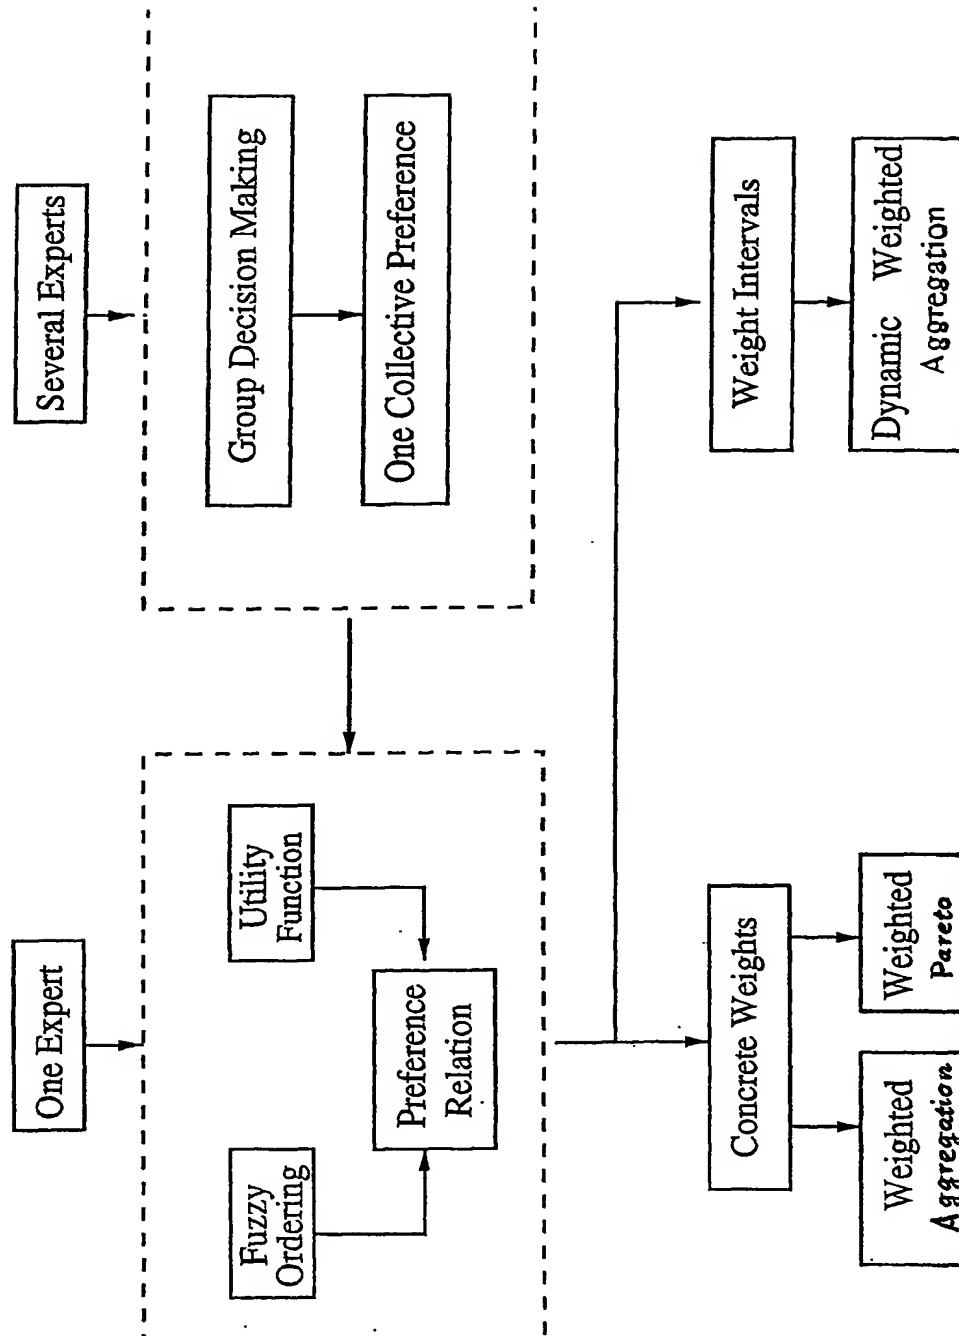 One Expert
Several Experts
Fuzzy
Ordering
Utility
Function
Preference
Relation
Group Decision Making
One Collective Preference
Concrete Weights
Weight Intervals
Weighted
Aggregation
Weighted
Pareto
Dynamic Weighted
Aggregation